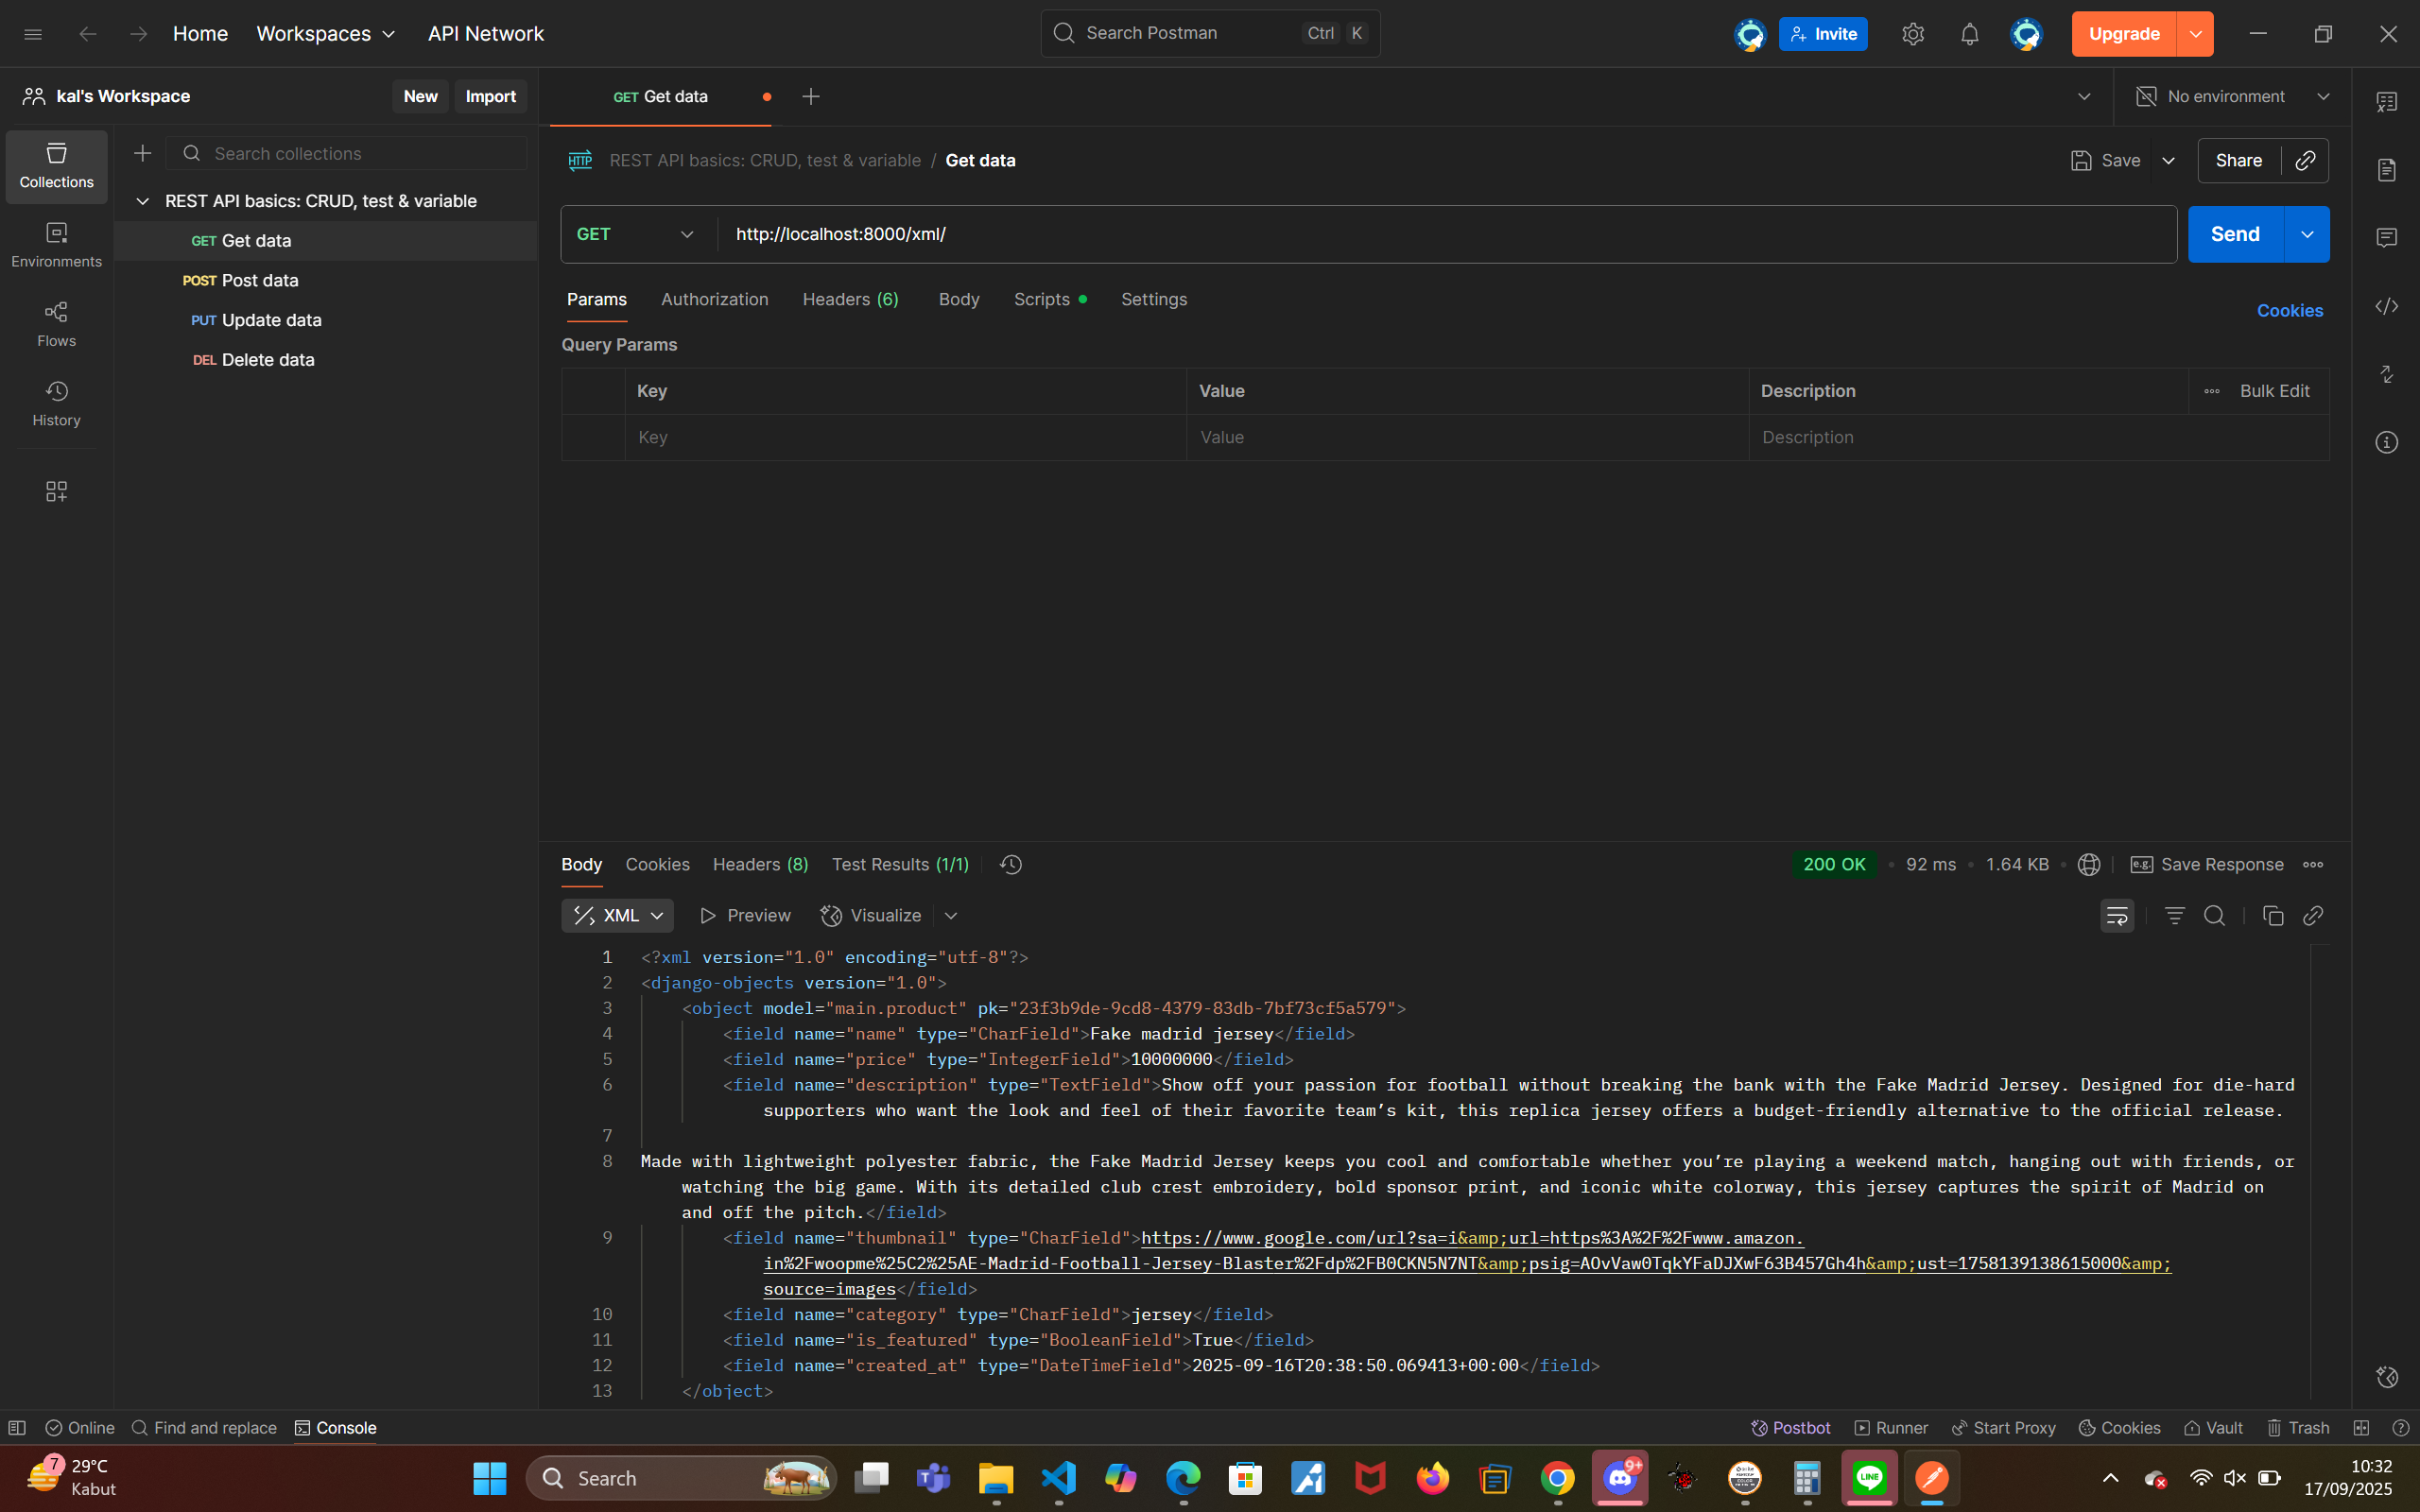 Home
Workspaces
API Network
Search Postman
Ctrl K
Invite
Upgrade
kal's Workspace
New
Import
GET Get data
No environment
Collections
Environments
Flows
History
Search collections
REST API basics: CRUD, test & variable
GET Get data
POST Post data
PUT Update data
DEL Delete data
HTTP REST API basics: CRUD, test & variable / Get data
Save
Share
GET http://localhost:8000/xml/
Send
Params Authorization Headers (6) Body Scripts Settings
Cookies
Query Params
Key Value Description Bulk Edit
Key Value Description
Body Cookies Headers (8) Test Results (1/1)
200 OK 92 ms 1.64 KB e.g. Save Response
XML Preview Visualize
1 <?xml version="1.0" encoding="utf-8"?>
2 <django-objects version="1.0">
3 <object model="main.product" pk="23f3b9de-9cd8-4379-83db-7bf73cf5a579">
4 <field name="name" type="CharField">Fake madrid jersey</field>
5 <field name="price" type="IntegerField">10000000</field>
6 <field name="description" type="TextField">Show off your passion for football without breaking the bank with the Fake Madrid Jersey. Designed for die-hard
supporters who want the look and feel of their favorite team’s kit, this replica jersey offers a budget-friendly alternative to the official release.
7
8 Made with lightweight polyester fabric, the Fake Madrid Jersey keeps you cool and comfortable whether you’re playing a weekend match, hanging out with friends, or
watching the big game. With its detailed club crest embroidery, bold sponsor print, and iconic white colorway, this jersey captures the spirit of Madrid on
and off the pitch.</field>
9 <field name="thumbnail" type="CharField">https://www.google.com/url?sa=i&amp;url=https%3A%2F%2Fwww.amazon.
in%2Fwoopme%25C2%25AE-Madrid-Football-Jersey-Blaster%2Fdp%2FB0CKN5N7NT&amp;psig=AOvVaw0TqkYFaDJXwF63B457Gh4h&amp;ust=1758139138615000&amp;
source=images</field>
10 <field name="category" type="CharField">jersey</field>
11 <field name="is_featured" type="BooleanField">True</field>
12 <field name="created_at" type="DateTimeField">2025-09-16T20:38:50.069413+00:00</field>
13 </object>
Online
Find and replace
Console
Postbot
Runner
Start Proxy
Cookies
Vault
Trash
7
29°C
Kabut
Search
9+
LINE
10:32
17/09/2025